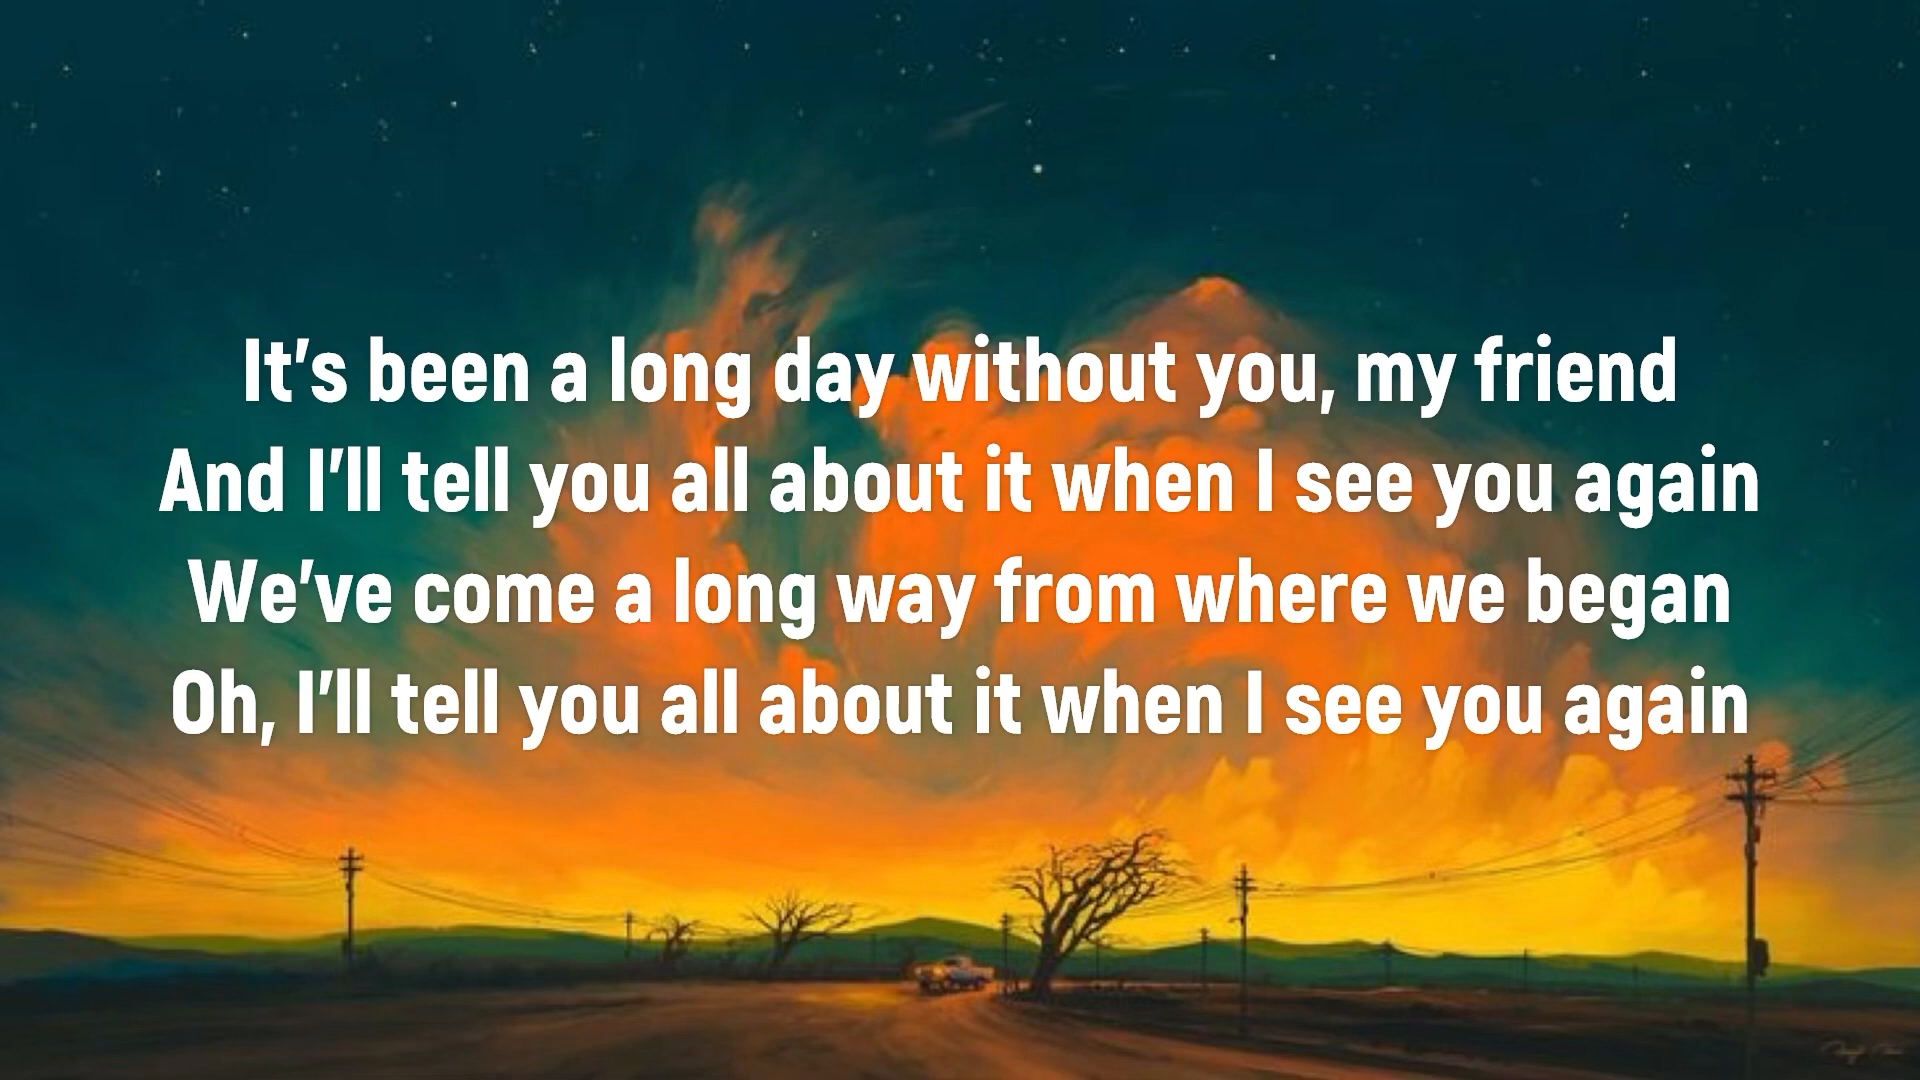 It's been a long day without you, my friend
And I'll tell you all about it when I see you again
We've come a long way from where we began
Oh, I'll tell you all about it when I see you again